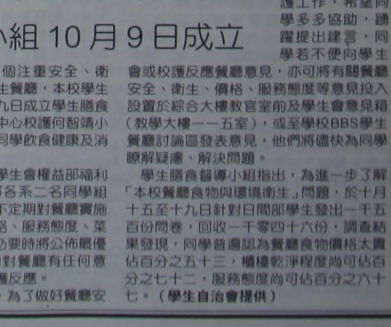 護工作,希望同
學多多協助,踴
躍提出建言,同
學若不便向學生
小組10月9日成立
個注重安全、衛
生餐廳,本校學生
九日成立學生膳食
中心校護何智靖小
同學飲食健康及消
學生會權益部福利
部各系二名同學組
不定期對餐廳實施
格、服務態度、菜
必要時將公佈最優
對餐廳有任何意
護反應。
為了做好餐廳安
會或校護反應餐廳意見,亦可將有關餐廳
安全、衛生、價格、服務態度等意見投入
設置於綜合大樓教官室前及學生會意見箱
(教學大樓一一五室),或至學校BBS學生
餐廳討論區發表意見,他們將儘快為同學
瞭解疑慮、解決問題。
學生膳食督導小組指出,為進一步了解
「本校餐廳食物與環境衛生」問題,於十月
十五至十九日針對日間部學生發出一千五
百份問卷,回收一千零四十六份,調查結
果發現,同學普遍認為餐廳食物價格太貴
佔百分之五十三,櫃檯乾淨程度尚可佔百
分之七十二,服務態度尚可佔百分之六十
七。(學生自治會提供)